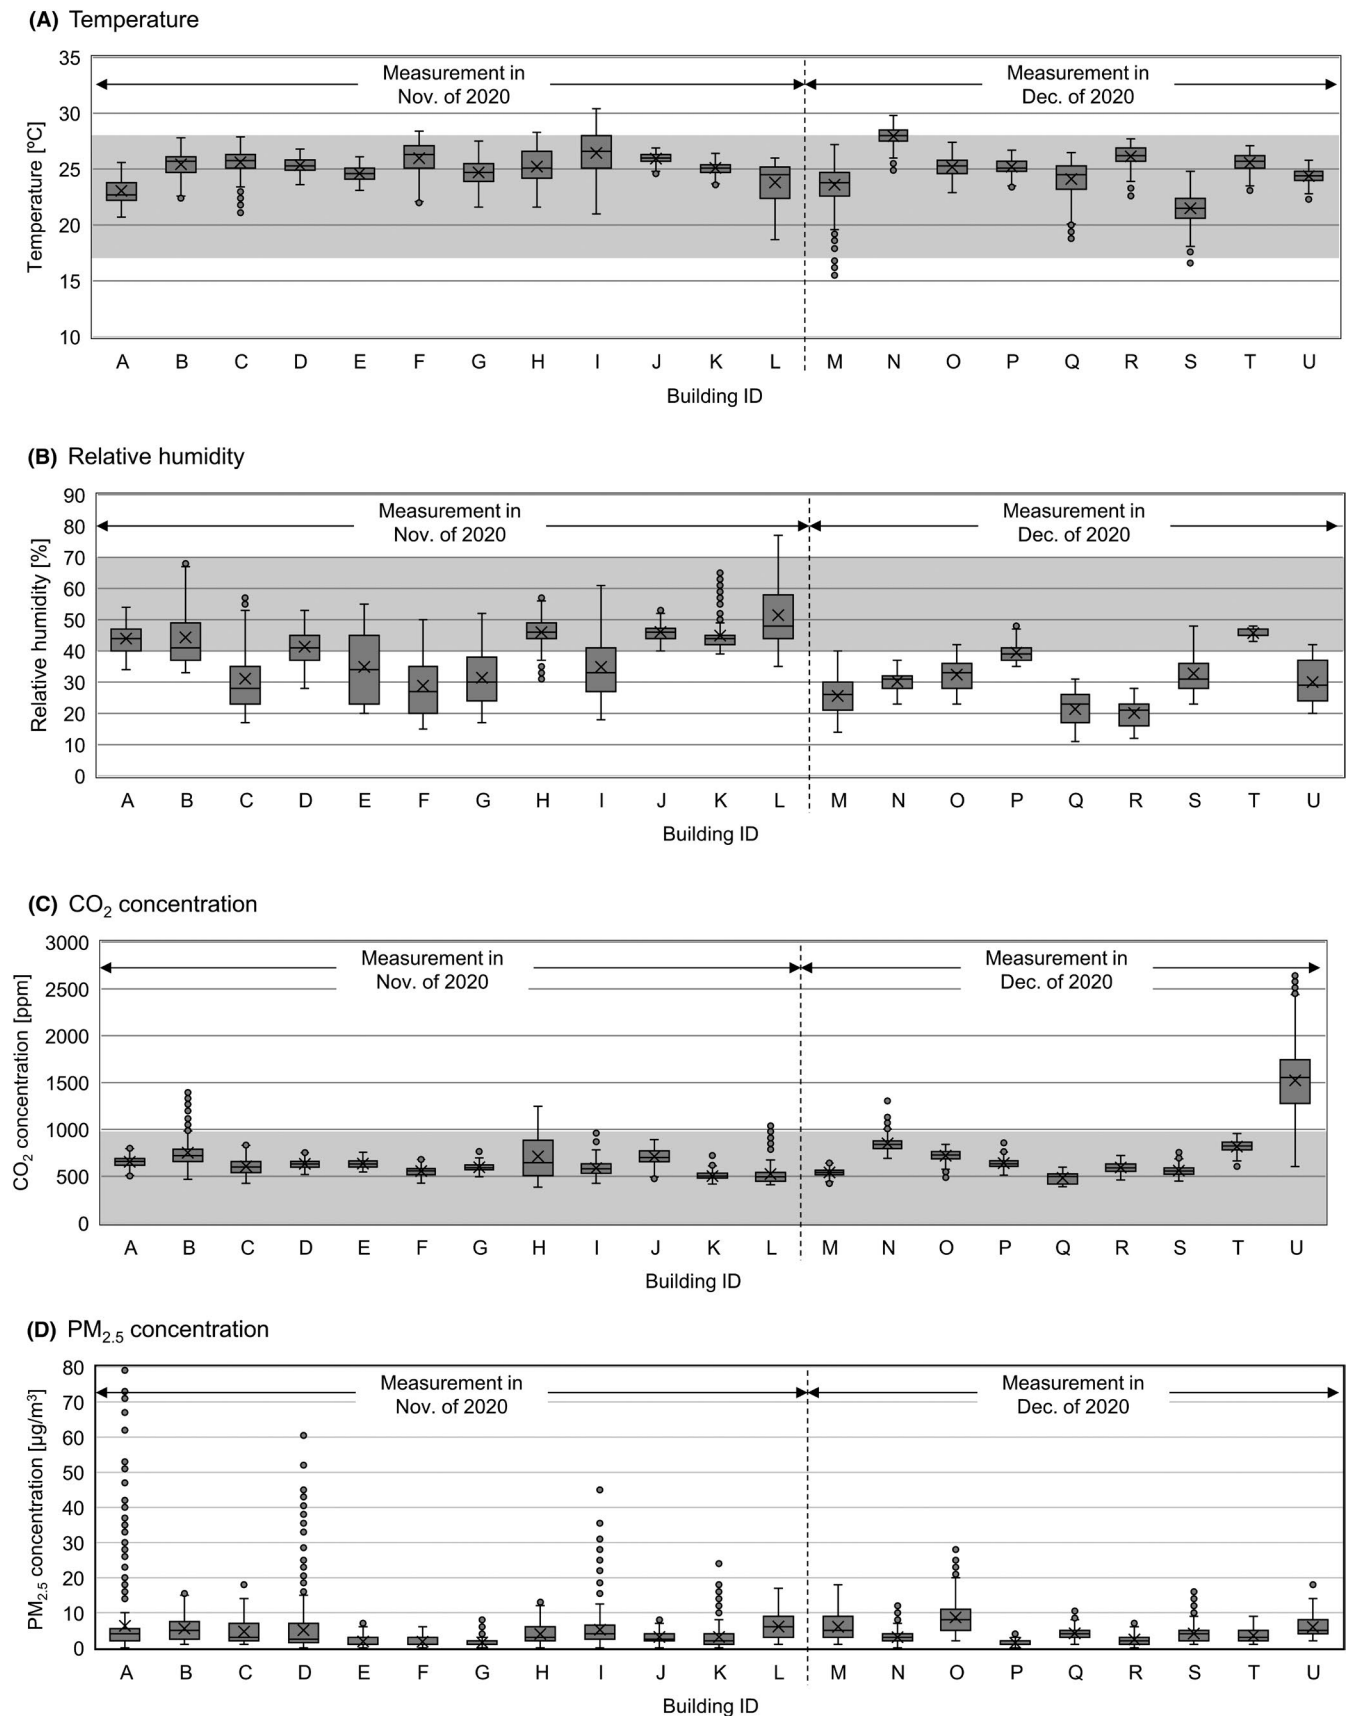 (A) Temperature
35
30
25
20
15
10
Temperature [ºC]
Measurement in
Nov. of 2020
Measurement in
Dec. of 2020
A B C D E F G H I J K L M N O P Q R S T U
Building ID
(B) Relative humidity
90
80
70
60
50
40
30
20
10
0
Relative humidity [%]
Measurement in
Nov. of 2020
Measurement in
Dec. of 2020
A B C D E F G H I J K L M N O P Q R S T U
Building ID
(C) CO2 concentration
3000
2500
2000
1500
1000
500
0
CO2 concentration [ppm]
Measurement in
Nov. of 2020
Measurement in
Dec. of 2020
A B C D E F G H I J K L M N O P Q R S T U
Building ID
(D) PM2.5 concentration
80
70
60
50
40
30
20
10
0
PM2.5 concentration [µg/m³]
Measurement in
Nov. of 2020
Measurement in
Dec. of 2020
A B C D E F G H I J K L M N O P Q R S T U
Building ID